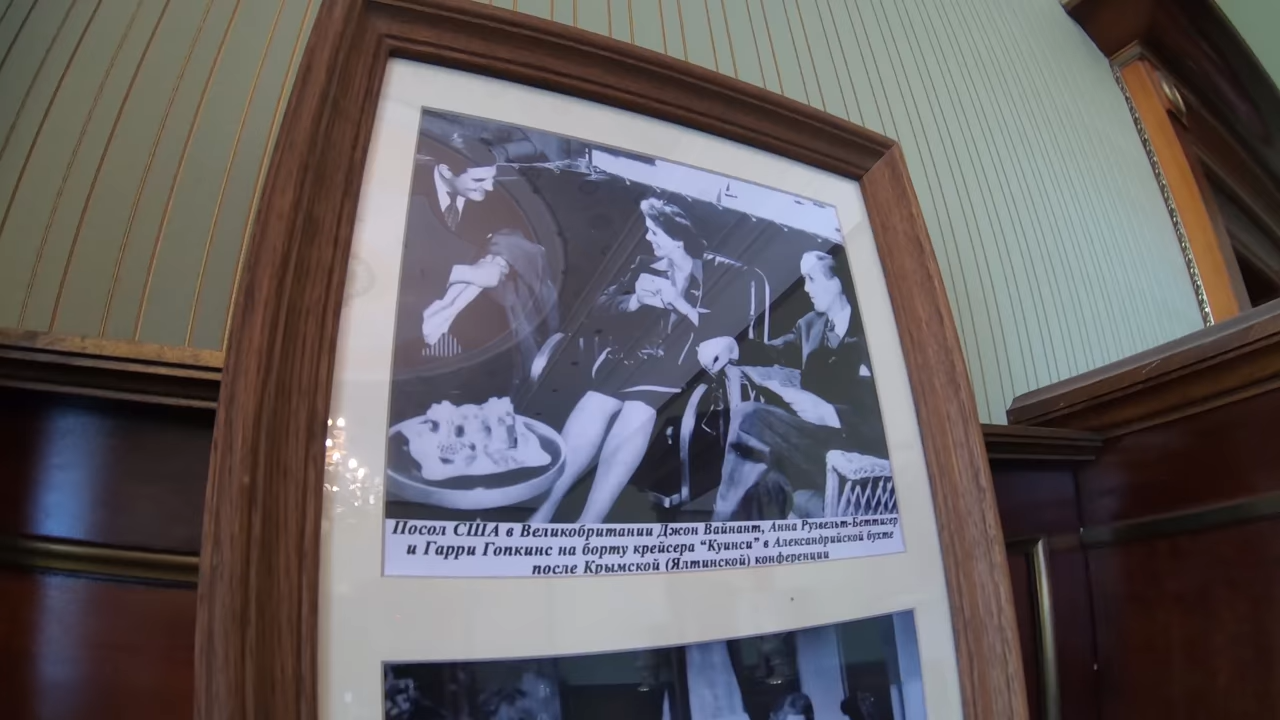 Посол США в Великобритании Джон Вайнант, Анна Рузвельт-Беттигер
и Гарри Гопкинс на борту крейсера “Куинси” в Александрийской бухте
после Крымской (Ялтинской) конференции